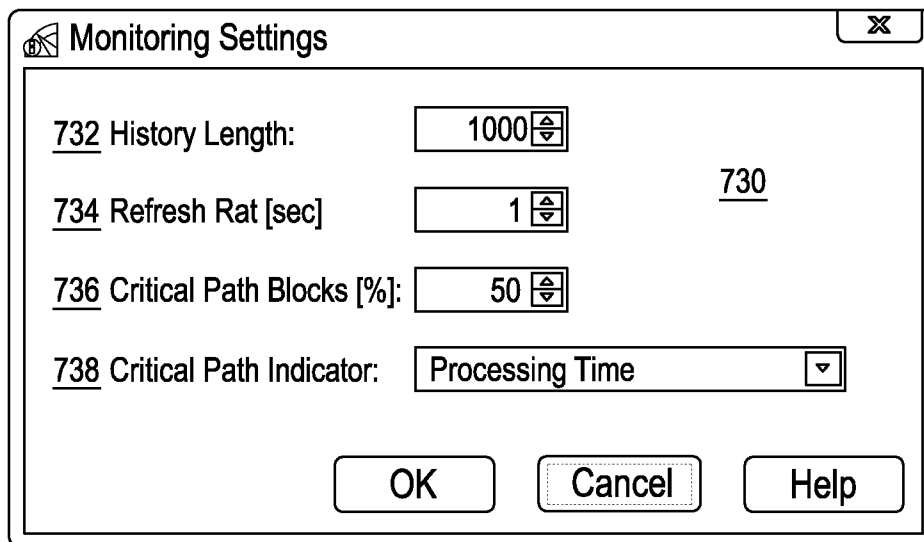 Monitoring Settings X
732 History Length: 1000
730
734 Refresh Rat [sec] 1
736 Critical Path Blocks [%]: 50
738 Critical Path Indicator: Processing Time
OK Cancel Help